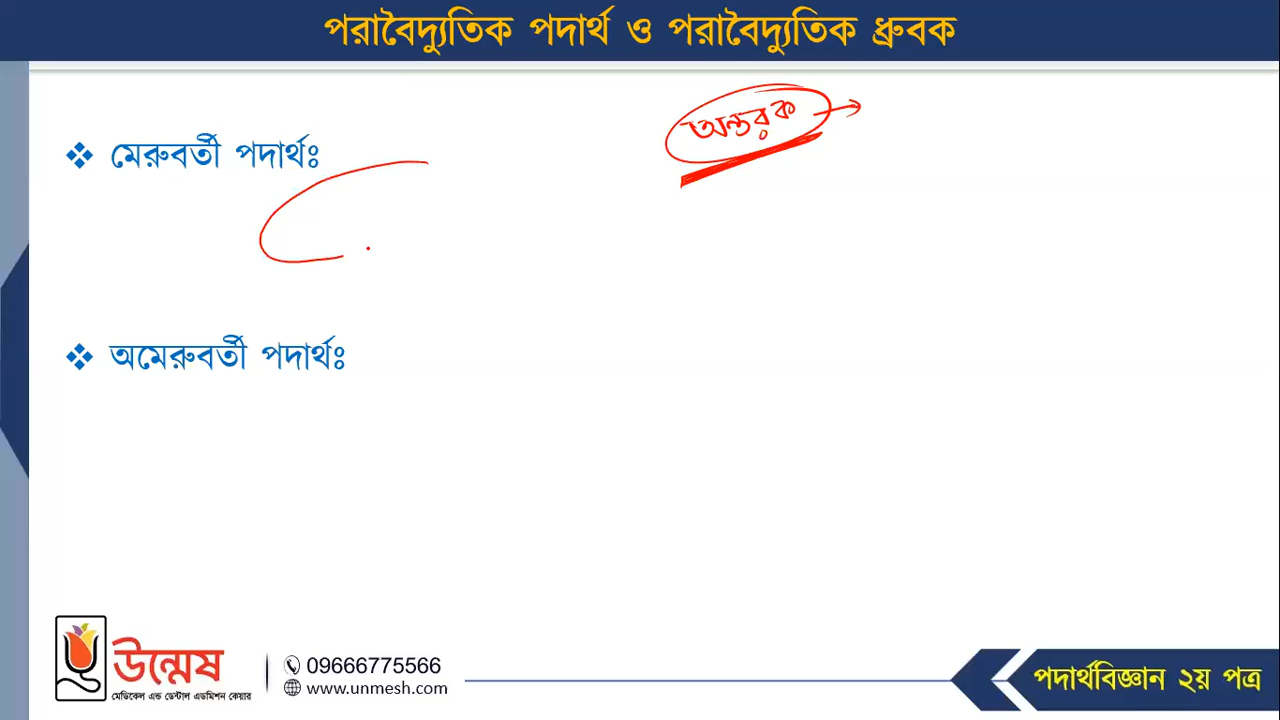 পরাবৈদ্যুতিক পদার্থ ও পরাবৈদ্যুতিক ধ্রুবক
অন্তরক
❖ মেরুবর্তী পদার্থঃ
❖ অমেরুবর্তী পদার্থঃ
উন্মেষ
মেডিকেল এন্ড ডেন্টাল এডমিশন কেয়ার
09666775566
www.unmesh.com
পদার্থবিজ্ঞান ২য় পত্র